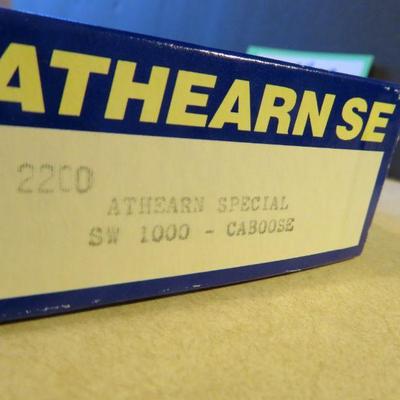 ATHEARN SE
2200
ATHEARN SPECIAL
SW 1000 - CABOOSE